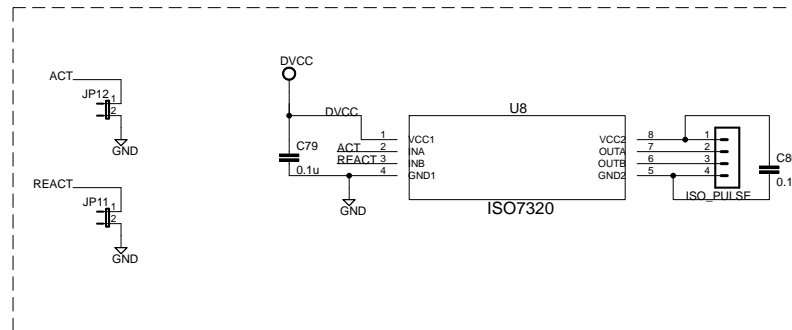 DVCC
ACT
JP12
1
2
GND
U8
DVCC
1
VCC1
VCC2
8
1
C79
ACT
2
INA
OUTA
7
2
C8
REACT
3
INB
OUTB
6
3
0.1u
4
GND1
GND2
5
4
0.1
REACT
ISO_PULSE
JP11
1
2
GND
ISO7320
GND